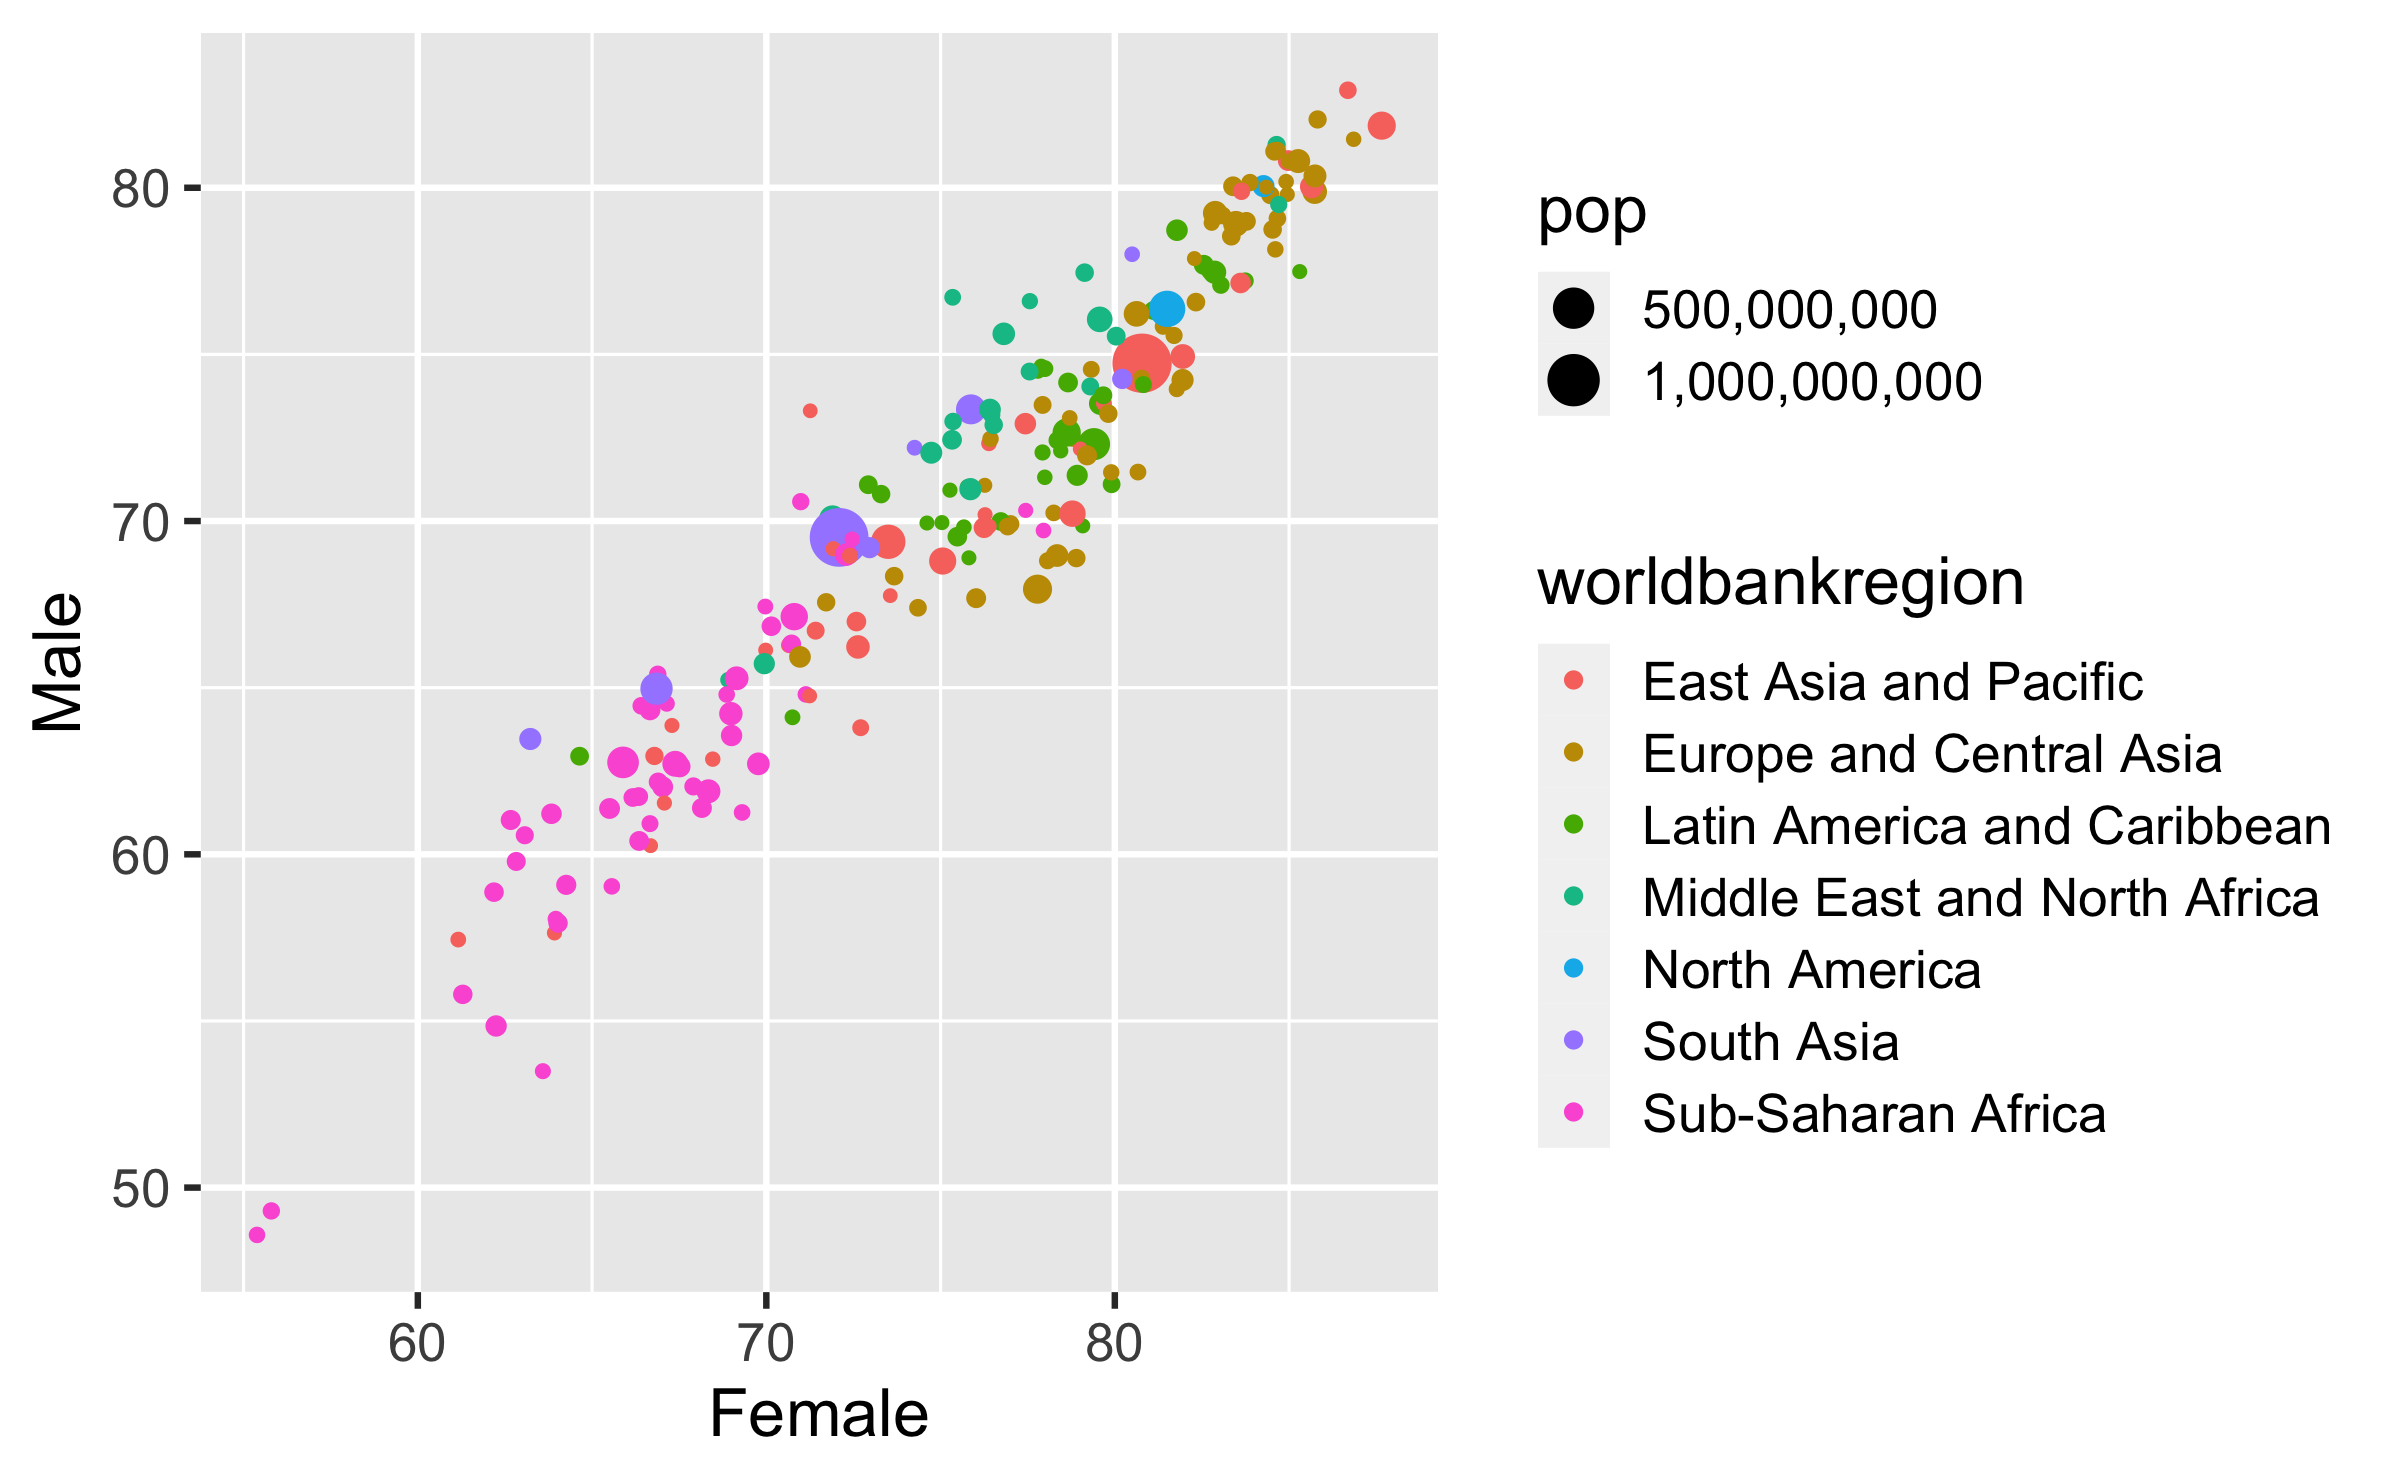 80
70
60
50
Male
60
70
80
Female
pop
500,000,000
1,000,000,000
worldbankregion
East Asia and Pacific
Europe and Central Asia
Latin America and Caribbean
Middle East and North Africa
North America
South Asia
Sub-Saharan Africa